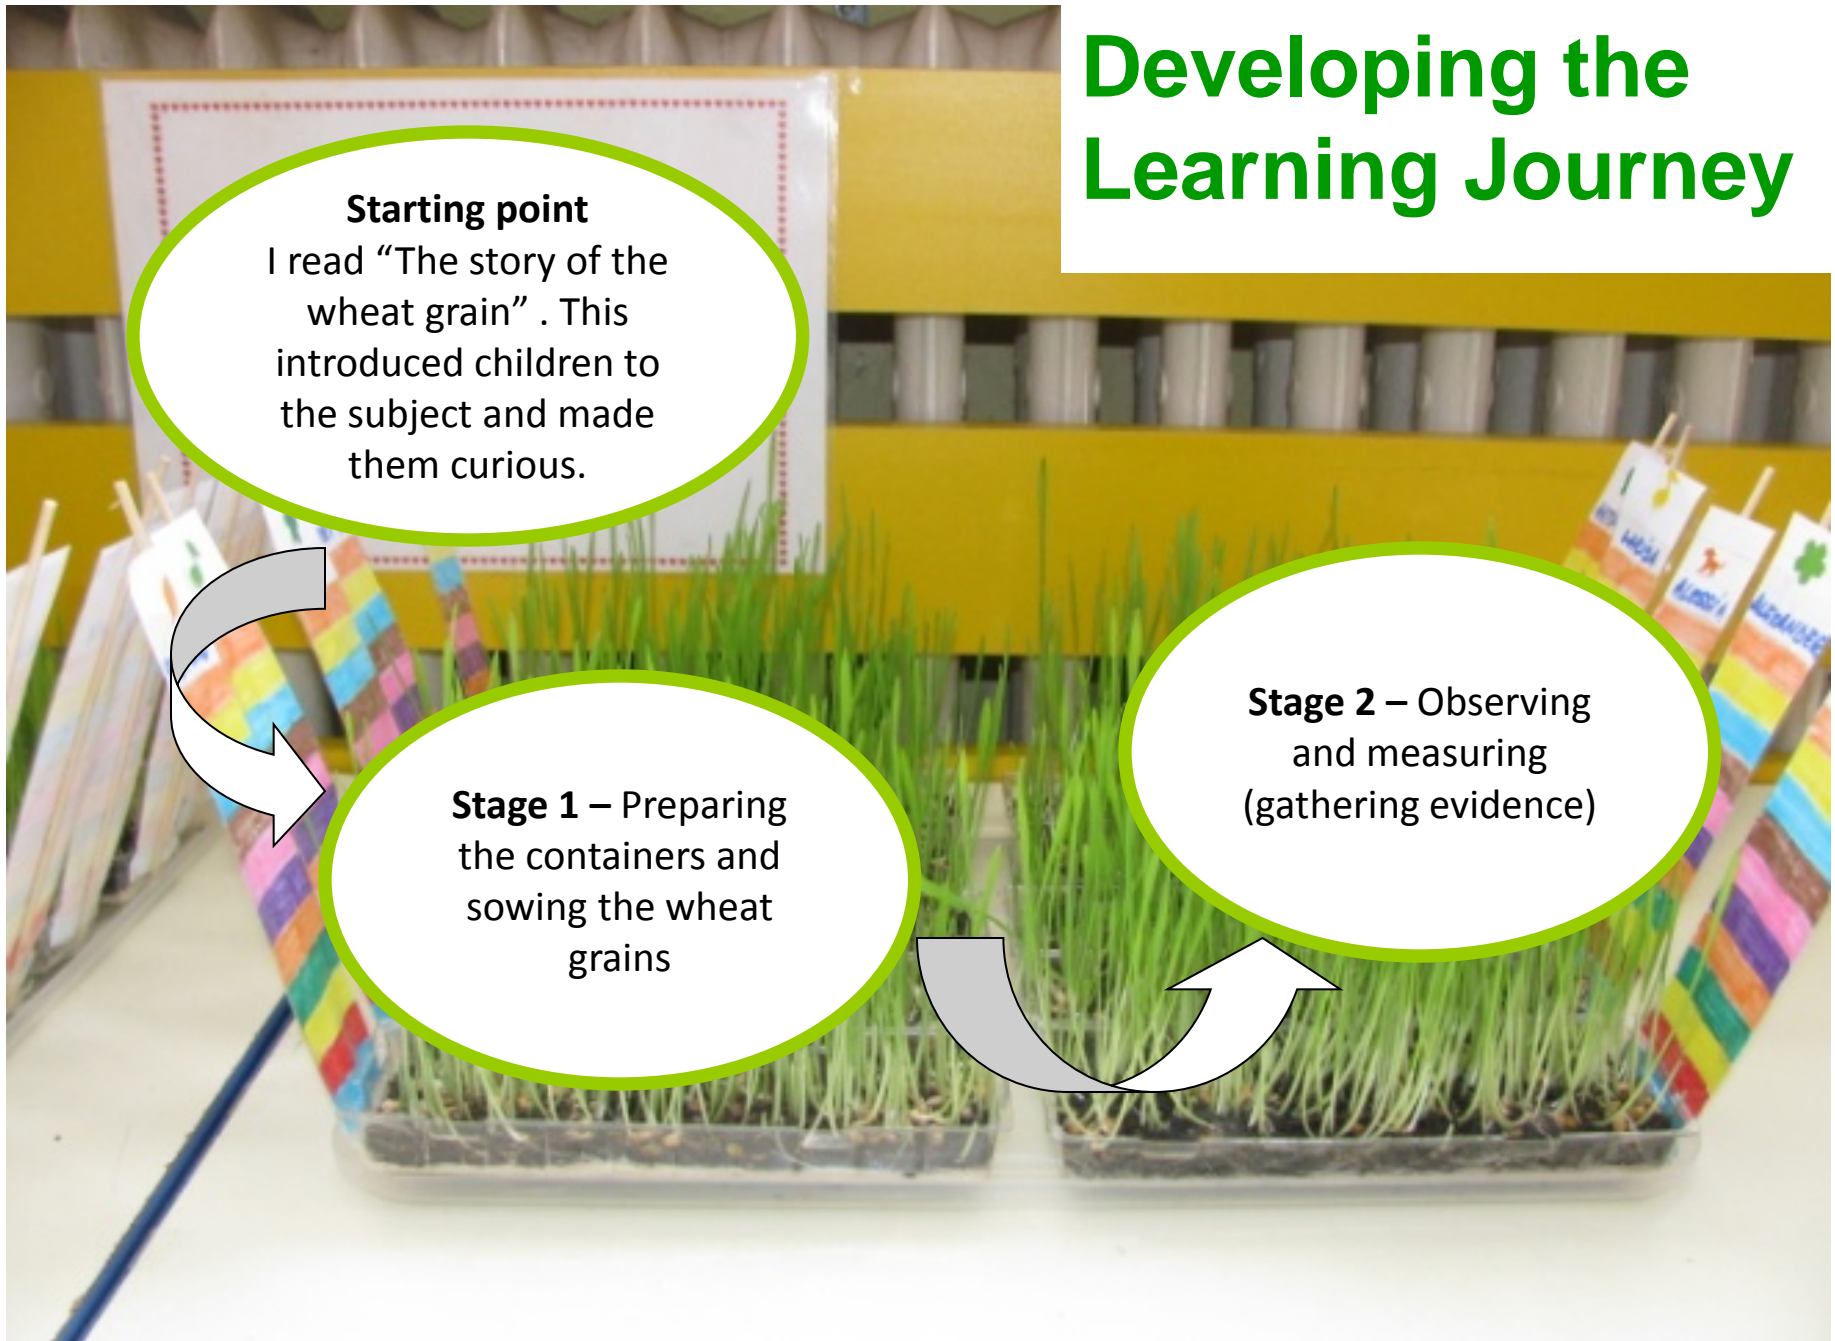 Developing the
Learning Journey
Starting point
I read “The story of the
wheat grain” . This
introduced children to
the subject and made
them curious.
Stage 1 – Preparing
the containers and
sowing the wheat
grains
Stage 2 – Observing
and measuring
(gathering evidence)